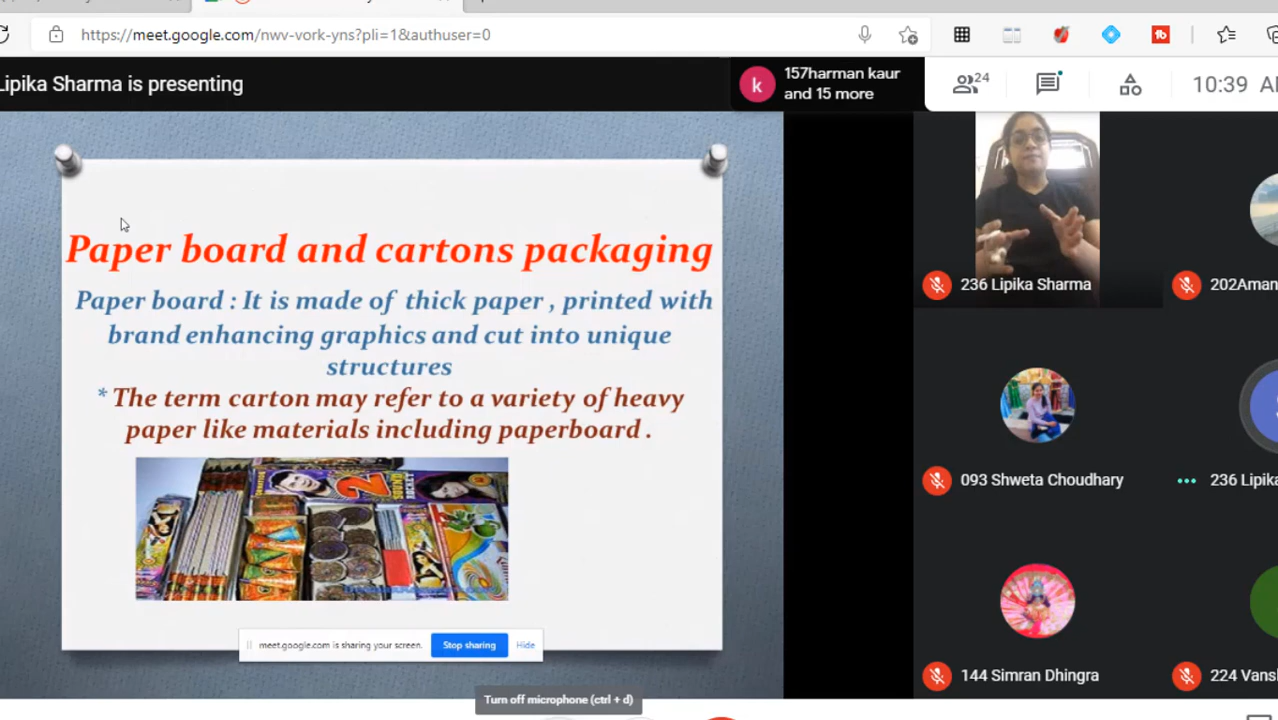 https://meet.google.com/nwv-vork-yns?pli=1&authuser=0
Lipika Sharma is presenting
k
157harman kaur
and 15 more
24
10:39
Paper board and cartons packaging
Paper board : It is made of thick paper , printed with
brand enhancing graphics and cut into unique
structures
* The term carton may refer to a variety of heavy
paper like materials including paperboard .
2
SOUND
ROCKET
meet.google.com is sharing your screen.
Stop sharing
Hide
Turn off microphone (ctrl + d)
236 Lipika Sharma
202Aman
093 Shweta Choudhary
236 Lipika
144 Simran Dhingra
224 Vansh